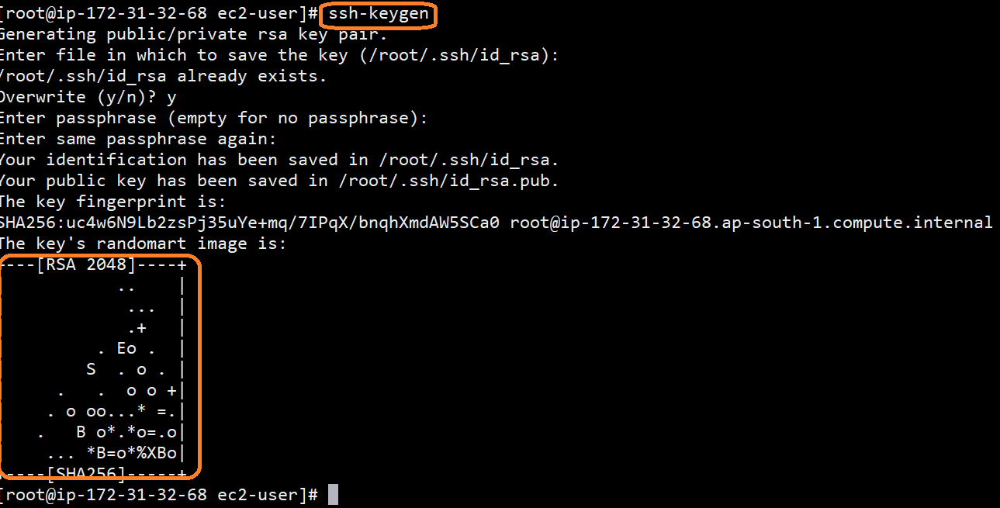 [root@ip-172-31-32-68 ec2-user]# ssh-keygen
Generating public/private rsa key pair.
Enter file in which to save the key (/root/.ssh/id_rsa):
/root/.ssh/id_rsa already exists.
Overwrite (y/n)? y
Enter passphrase (empty for no passphrase):
Enter same passphrase again:
Your identification has been saved in /root/.ssh/id_rsa.
Your public key has been saved in /root/.ssh/id_rsa.pub.
The key fingerprint is:
SHA256:uc4w6N9Lb2zsPj35uYe+mq/7IPqX/bnqhXmdAW5SCa0 root@ip-172-31-32-68.ap-south-1.compute.internal
The key's randomart image is:
+---[RSA 2048]----+
|           ..    |
|            ...  |
|            .+   |
|         . Eo .  |
|        S  . o . |
|     .   .  o o +|
|    . o oo...* =.|
|   .   B o*.*o=.o|
|    ... *B=o*%XBo|
+----[SHA256]-----+
[root@ip-172-31-32-68 ec2-user]#